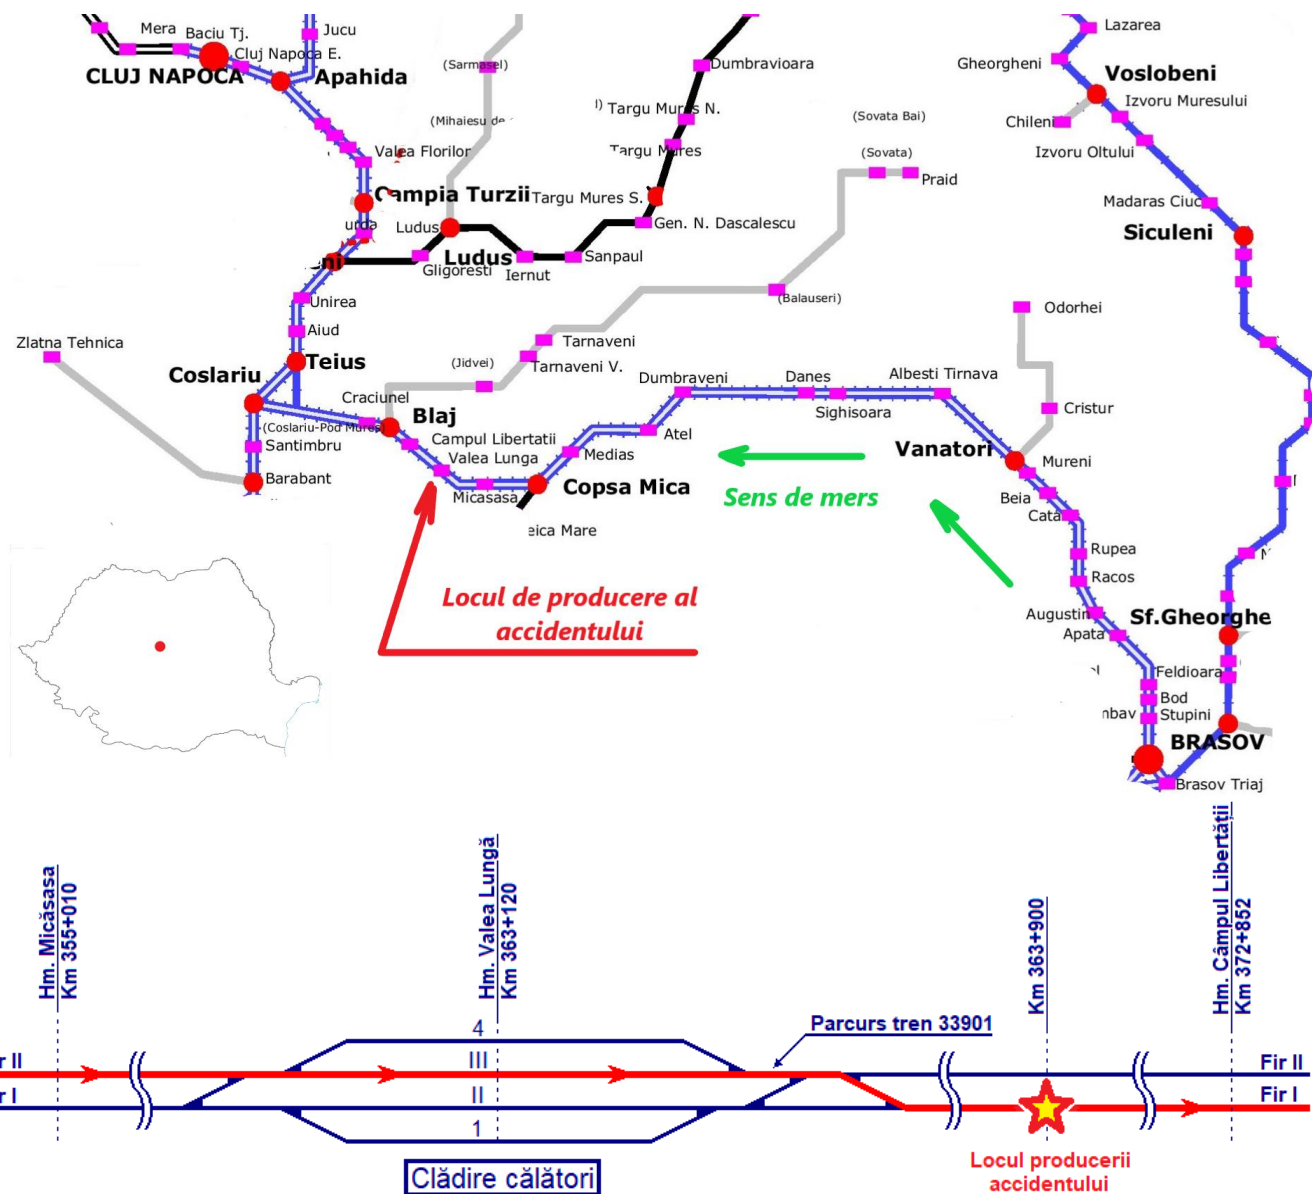 Mera
Baciu Tj.
Jucu
Cluj Napoca E.
CLUJ NAPOCA
Apahida
(Sarmasel)
Dumbravioara
Lazarea
Gheorgheni
Voslobeni
Izvoru Muresului
Chileni
Izvoru Oltului
(Mihaiesu de
Targu Mures N.
Targu Mures
(Sovata Bai)
(Sovata)
Praid
Valea Florilor
Campia Turzii
Targu Mures S.
Madaras Ciuc
Siculeni
Ludus
Gen. N. Dascalescu
Gligoresti
Ludus
Iernut
Sanpaul
Unirea
(Balauseri)
Odorhei
Aiud
Zlatna Tehnica
Tarnaveni
Teius
(Jidvei)
Tarnaveni V.
Coslariu
Dumbraveni
Danes
Albesti Tirnava
Craciunel
Blaj
Sighisoara
Cristur
(Coslariu-Pod Mures)
Santimbru
Campul Libertatii
Atel
Valea Lunga
Medias
Vanatori
Mureni
Barabant
Micasasa
Copsa Mica
Sens de mers
Beia
Cata
eica Mare
Rupea
Racos
Locul de producere al
accidentului
Augustin
Apata
Sf.Gheorghe
Feldioara
Bod
Stupini
BRASOV
Brasov Triaj
Hm. Micăsasa
Km 355+010
Hm. Valea Lungă
Km 363+120
Km 363+900
Hm. Câmpul Libertății
Km 372+852
Parcurs tren 33901
4
r II
III
Fir II
r I
II
Fir I
1
Clădire călători
Locul producerii
accidentului